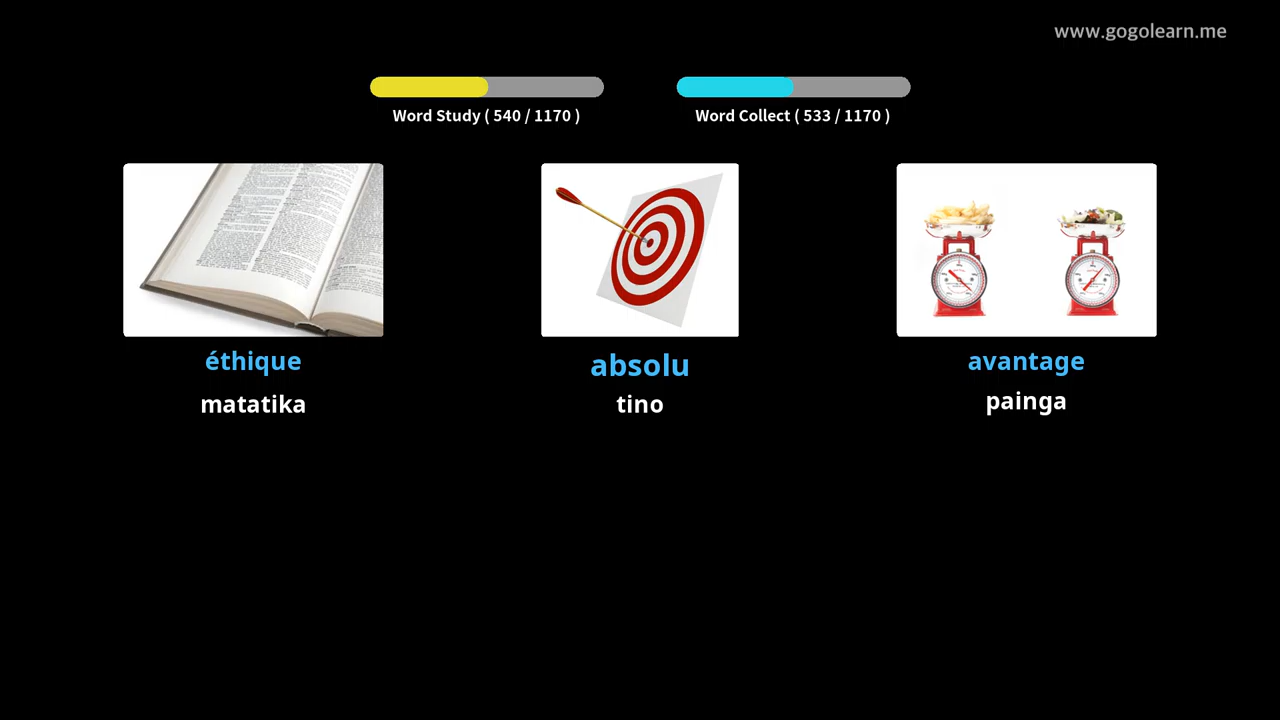 www.gogolearn.me
Word Study ( 540 / 1170 )
Word Collect ( 533 / 1170 )
éthique
absolu
avantage
matatika
tino
painga